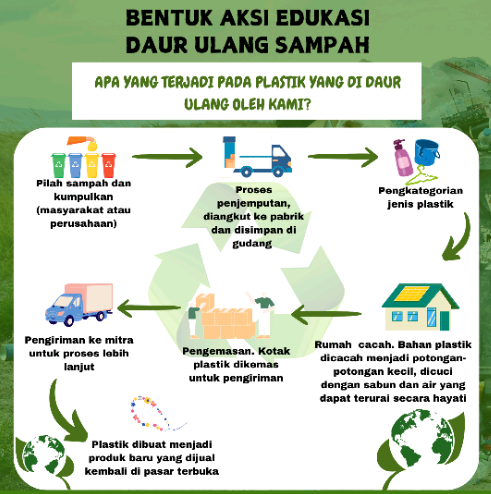 BENTUK AKSI EDUKASI
DAUR ULANG SAMPAH
APA YANG TERJADI PADA PLASTIK YANG DI DAUR
ULANG OLEH KAMI?
Pilah sampah dan
kumpulkan
(masyarakat atau
perusahaan)
Proses
penjemputan,
diangkut ke pabrik
dan disimpan di
gudang
Pengkategorian
jenis plastik
Rumah cacah. Bahan plastik
dicacah menjadi potongan-
potongan kecil, dicuci
dengan sabun dan air yang
dapat terurai secara hayati
Pengemasan. Kotak
plastik dikemas
untuk pengiriman
Pengiriman ke mitra
untuk proses lebih
lanjut
Plastik dibuat menjadi
produk baru yang dijual
kembali di pasar terbuka